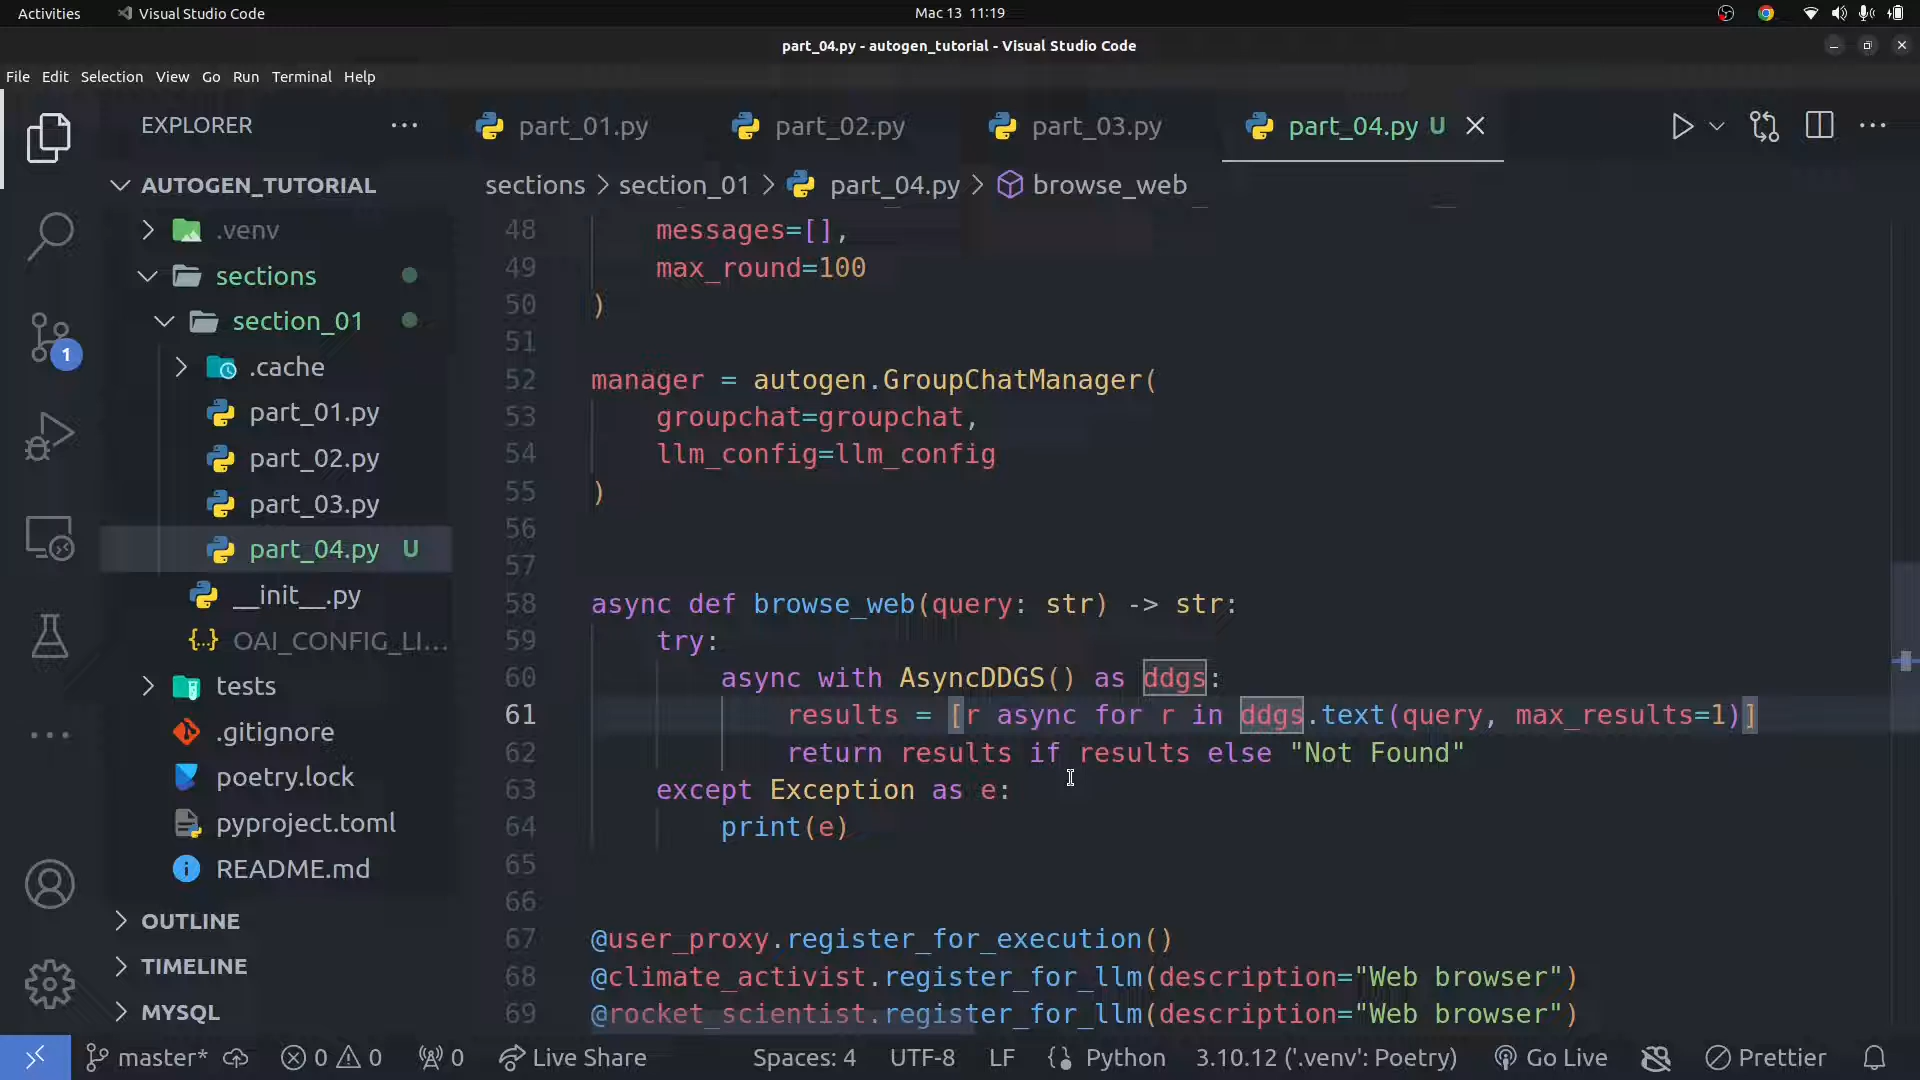 Activities Visual Studio Code Mac 13 11:19
part_04.py - autogen_tutorial - Visual Studio Code
File Edit Selection View Go Run Terminal Help
EXPLORER
AUTOGEN_TUTORIAL
.venv
sections
section_01
.cache
part_01.py
part_02.py
part_03.py
part_04.py U
__init__.py
OAI_CONFIG_LI...
tests
.gitignore
poetry.lock
pyproject.toml
README.md
OUTLINE
TIMELINE
MYSQL
1
part_01.py part_02.py part_03.py part_04.py U
sections > section_01 > part_04.py > browse_web
48 messages=[],
49 max_round=100
50 )
51
52 manager = autogen.GroupChatManager(
53 groupchat=groupchat,
54 llm_config=llm_config
55 )
56
57
58 async def browse_web(query: str) -> str:
59 try:
60 async with AsyncDDGS() as ddgs:
61 results = [r async for r in ddgs.text(query, max_results=1)]
62 return results if results else "Not Found"
63 except Exception as e:
64 print(e)
65
66
67 @user_proxy.register_for_execution()
68 @climate_activist.register_for_llm(description="Web browser")
69 @rocket_scientist.register_for_llm(description="Web browser")
master* 0 0 0 Live Share Spaces: 4 UTF-8 LF Python 3.10.12 ('.venv': Poetry) Go Live Prettier